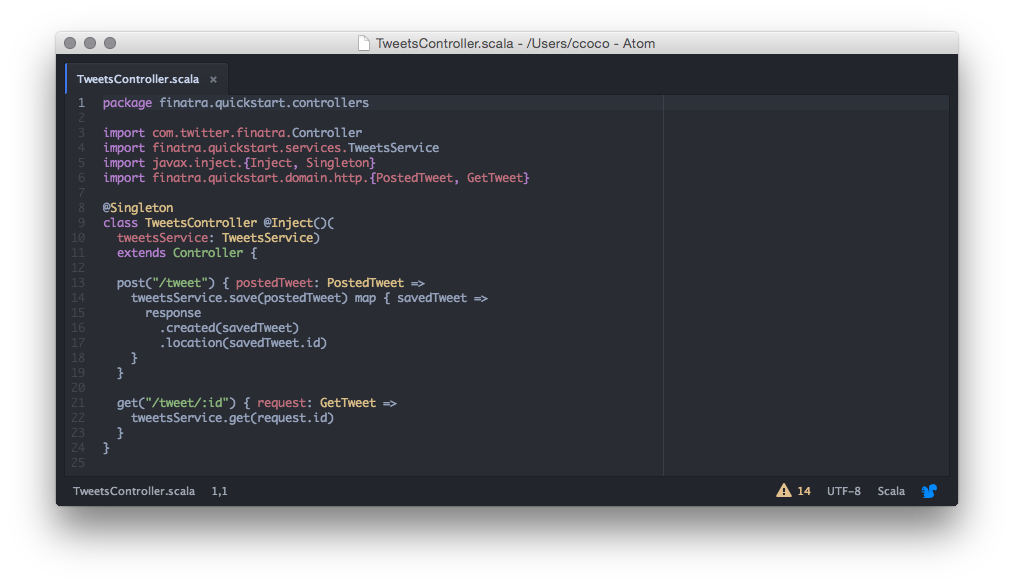 TweetsController.scala - /Users/ccoco - Atom
TweetsController.scala ×
1 package finatra.quickstart.controllers
2
3 import com.twitter.finatra.Controller
4 import finatra.quickstart.services.TweetsService
5 import javax.inject.{Inject, Singleton}
6 import finatra.quickstart.domain.http.{PostedTweet, GetTweet}
7
8 @Singleton
9 class TweetsController @Inject()(
10   tweetsService: TweetsService)
11   extends Controller {
12
13   post("/tweet") { postedTweet: PostedTweet =>
14     tweetsService.save(postedTweet) map { savedTweet =>
15       response
16         .created(savedTweet)
17         .location(savedTweet.id)
18     }
19   }
20
21   get("/tweet/:id") { request: GetTweet =>
22     tweetsService.get(request.id)
23   }
24 }
25
TweetsController.scala 1,1 14 UTF-8 Scala